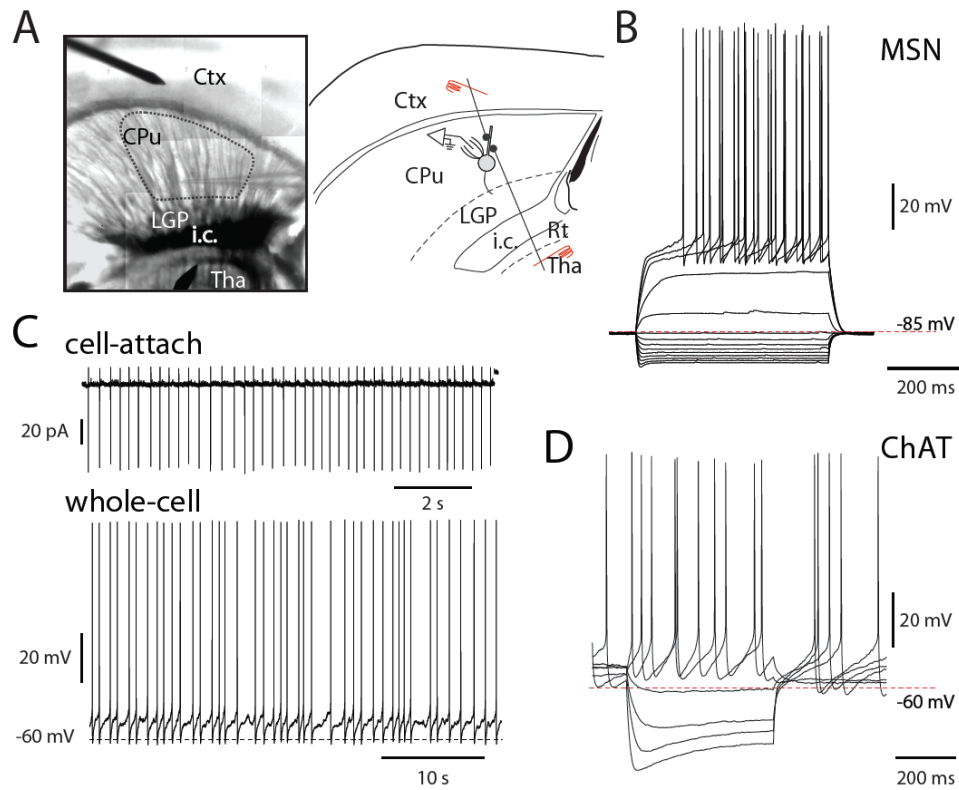 A
Ctx
CPu
LGP
i.c.
Tha
Ctx
CPu
LGP
i.c.
Rt
Tha
B
MSN
20 mV
-85 mV
200 ms
C
cell-attach
20 pA
2 s
whole-cell
20 mV
-60 mV
10 s
D
ChAT
20 mV
-60 mV
200 ms